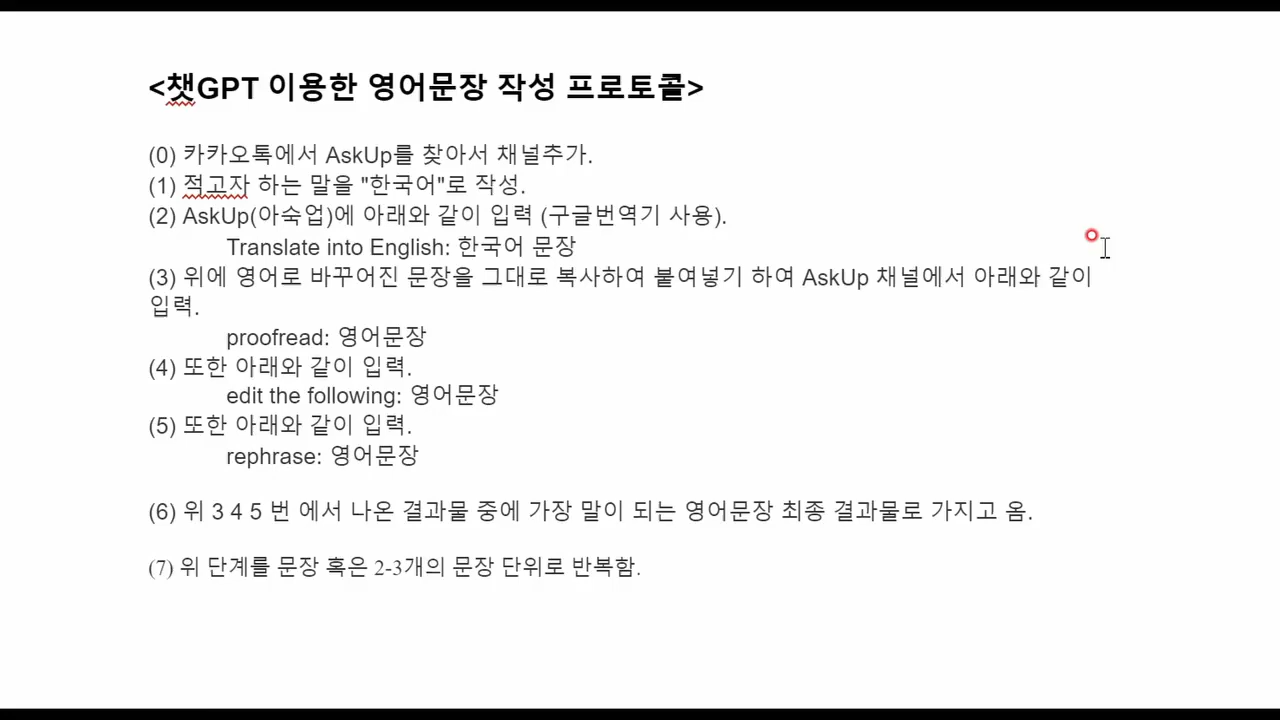 <챗GPT 이용한 영어문장 작성 프로토콜>
(0) 카카오톡에서 AskUp를 찾아서 채널추가.
(1) 적고자 하는 말을 "한국어"로 작성.
(2) AskUp(아숙업)에 아래와 같이 입력 (구글번역기 사용).
Translate into English: 한국어 문장
(3) 위에 영어로 바꾸어진 문장을 그대로 복사하여 붙여넣기 하여 AskUp 채널에서 아래와 같이
입력.
proofread: 영어문장
(4) 또한 아래와 같이 입력.
edit the following: 영어문장
(5) 또한 아래와 같이 입력.
rephrase: 영어문장
(6) 위 3 4 5 번 에서 나온 결과물 중에 가장 말이 되는 영어문장 최종 결과물로 가지고 옴.
(7) 위 단계를 문장 혹은 2-3개의 문장 단위로 반복함.